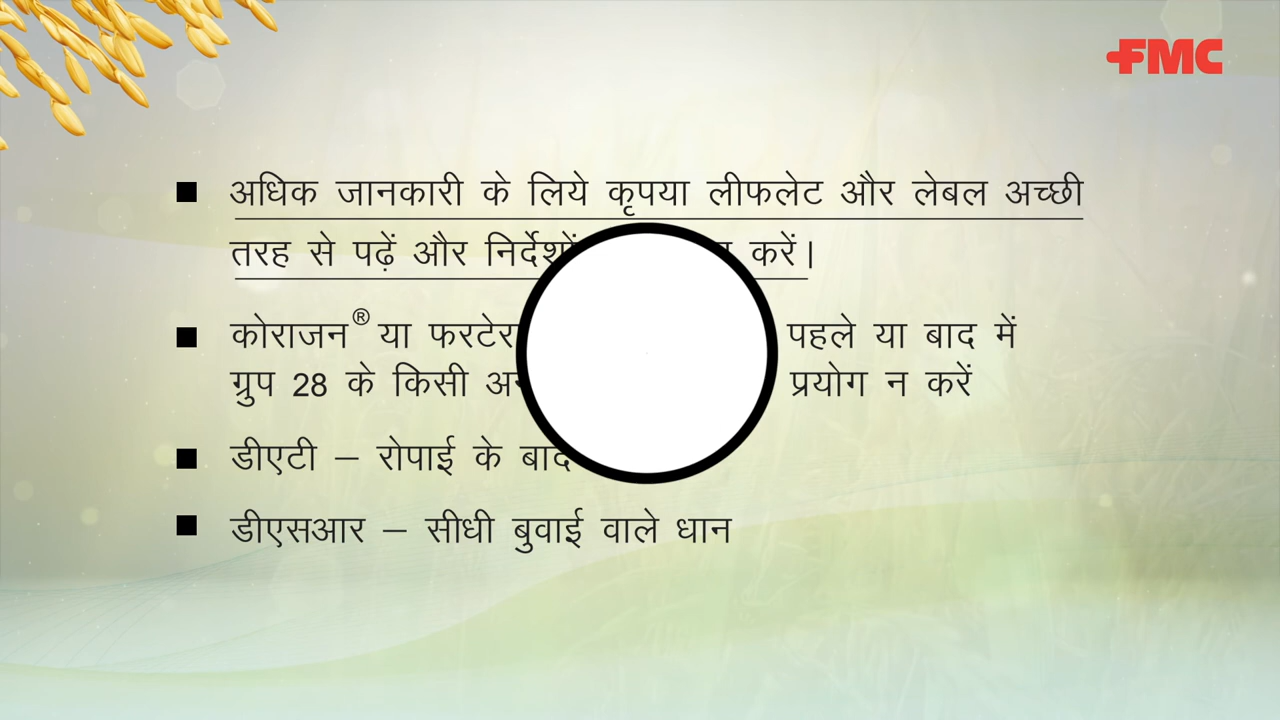 FMC
अधिक जानकारी के लिये कृपया लीफलेट और लेबल अच्छी
तरह से पढ़ें और करें।
कोराजन® या पहले या बाद में
ग्रुप 28 के किसी प्रयोग न करें
डीएटी – रोपाई के बाद
डीएसआर – सीधी बुवाई वाले धान